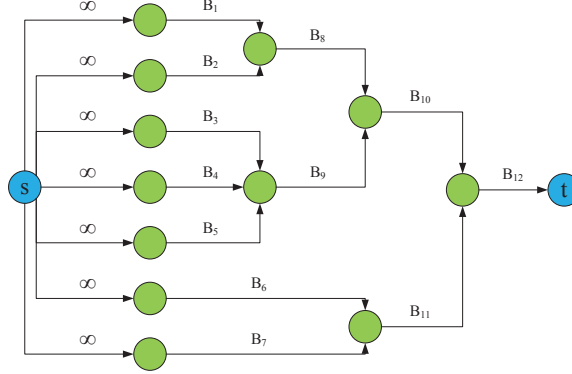 ∞ B₁
B₈
∞ B₂
B₁₀
∞ B₃
s ∞ B₄ B₉ B₁₂ t
∞ B₅
∞ B₆
B₁₁
∞ B₇